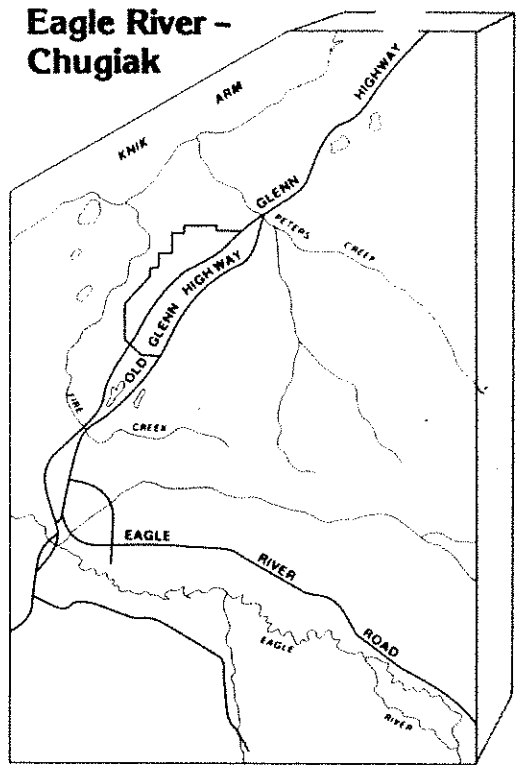 Eagle River –
Chugiak
HIGHWAY
KNIK ARM
GLENN
PETERS CREEK
OLD GLENN HIGHWAY
FIRE CREEK
EAGLE RIVER ROAD
EAGLE RIVER